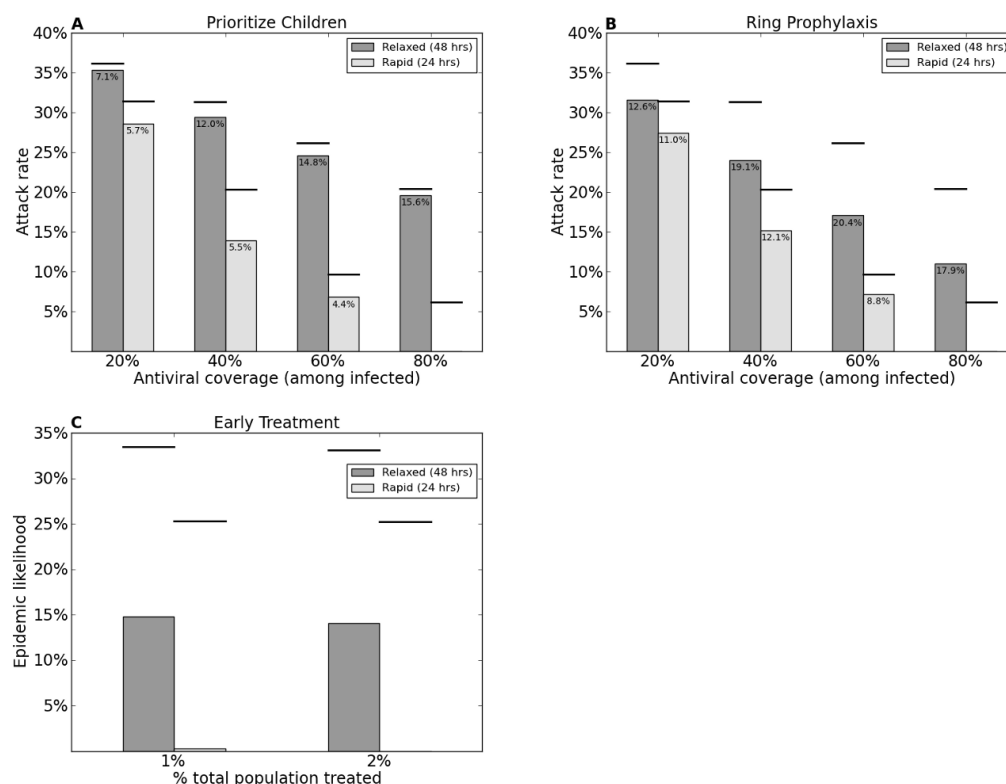 A Prioritize Children
40%
35%
30%
25%
20%
15%
10%
5%
Attack rate
Relaxed (48 hrs)
Rapid (24 hrs)
7.1%
5.7%
12.0%
5.5%
14.8%
4.4%
15.6%
20% 40% 60% 80%
Antiviral coverage (among infected)
B Ring Prophylaxis
40%
35%
30%
25%
20%
15%
10%
5%
Attack rate
Relaxed (48 hrs)
Rapid (24 hrs)
12.6%
11.0%
19.1%
12.1%
20.4%
8.8%
17.9%
20% 40% 60% 80%
Antiviral coverage (among infected)
C Early Treatment
35%
30%
25%
20%
15%
10%
5%
Epidemic likelihood
Relaxed (48 hrs)
Rapid (24 hrs)
1% 2%
% total population treated